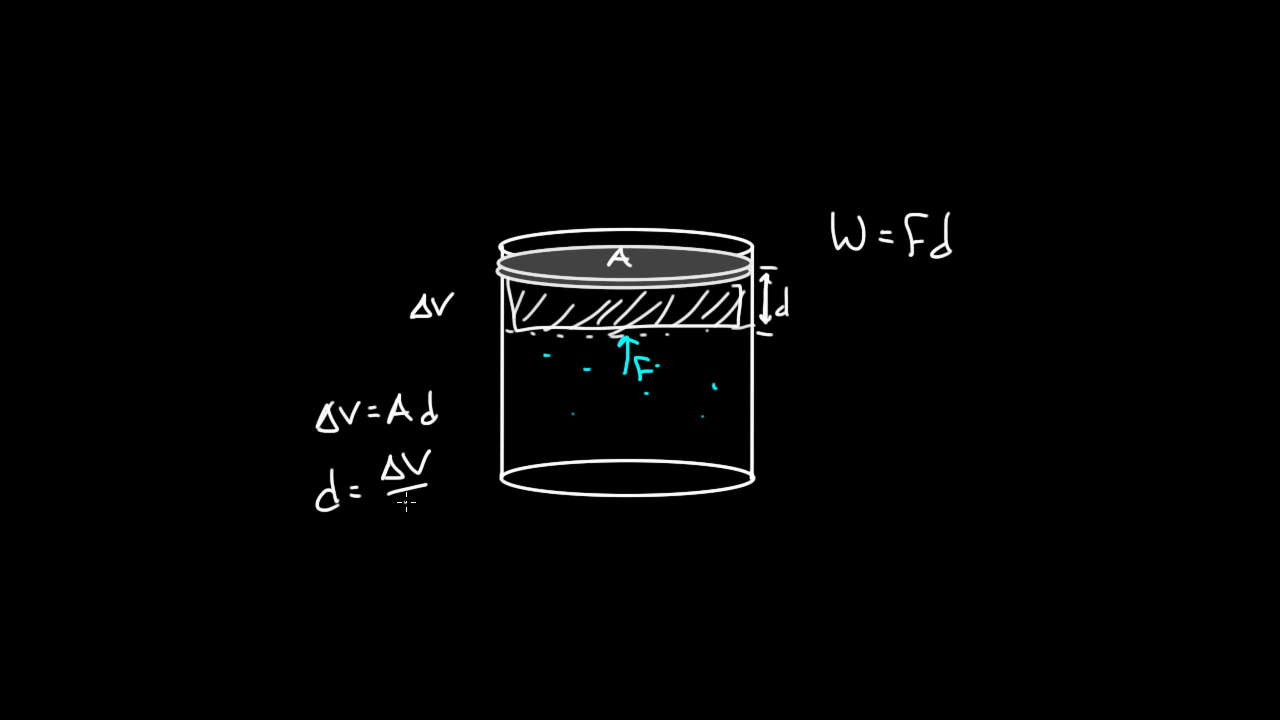 W = Fd
A
ΔV
d
F
ΔV = Ad
d = ΔV